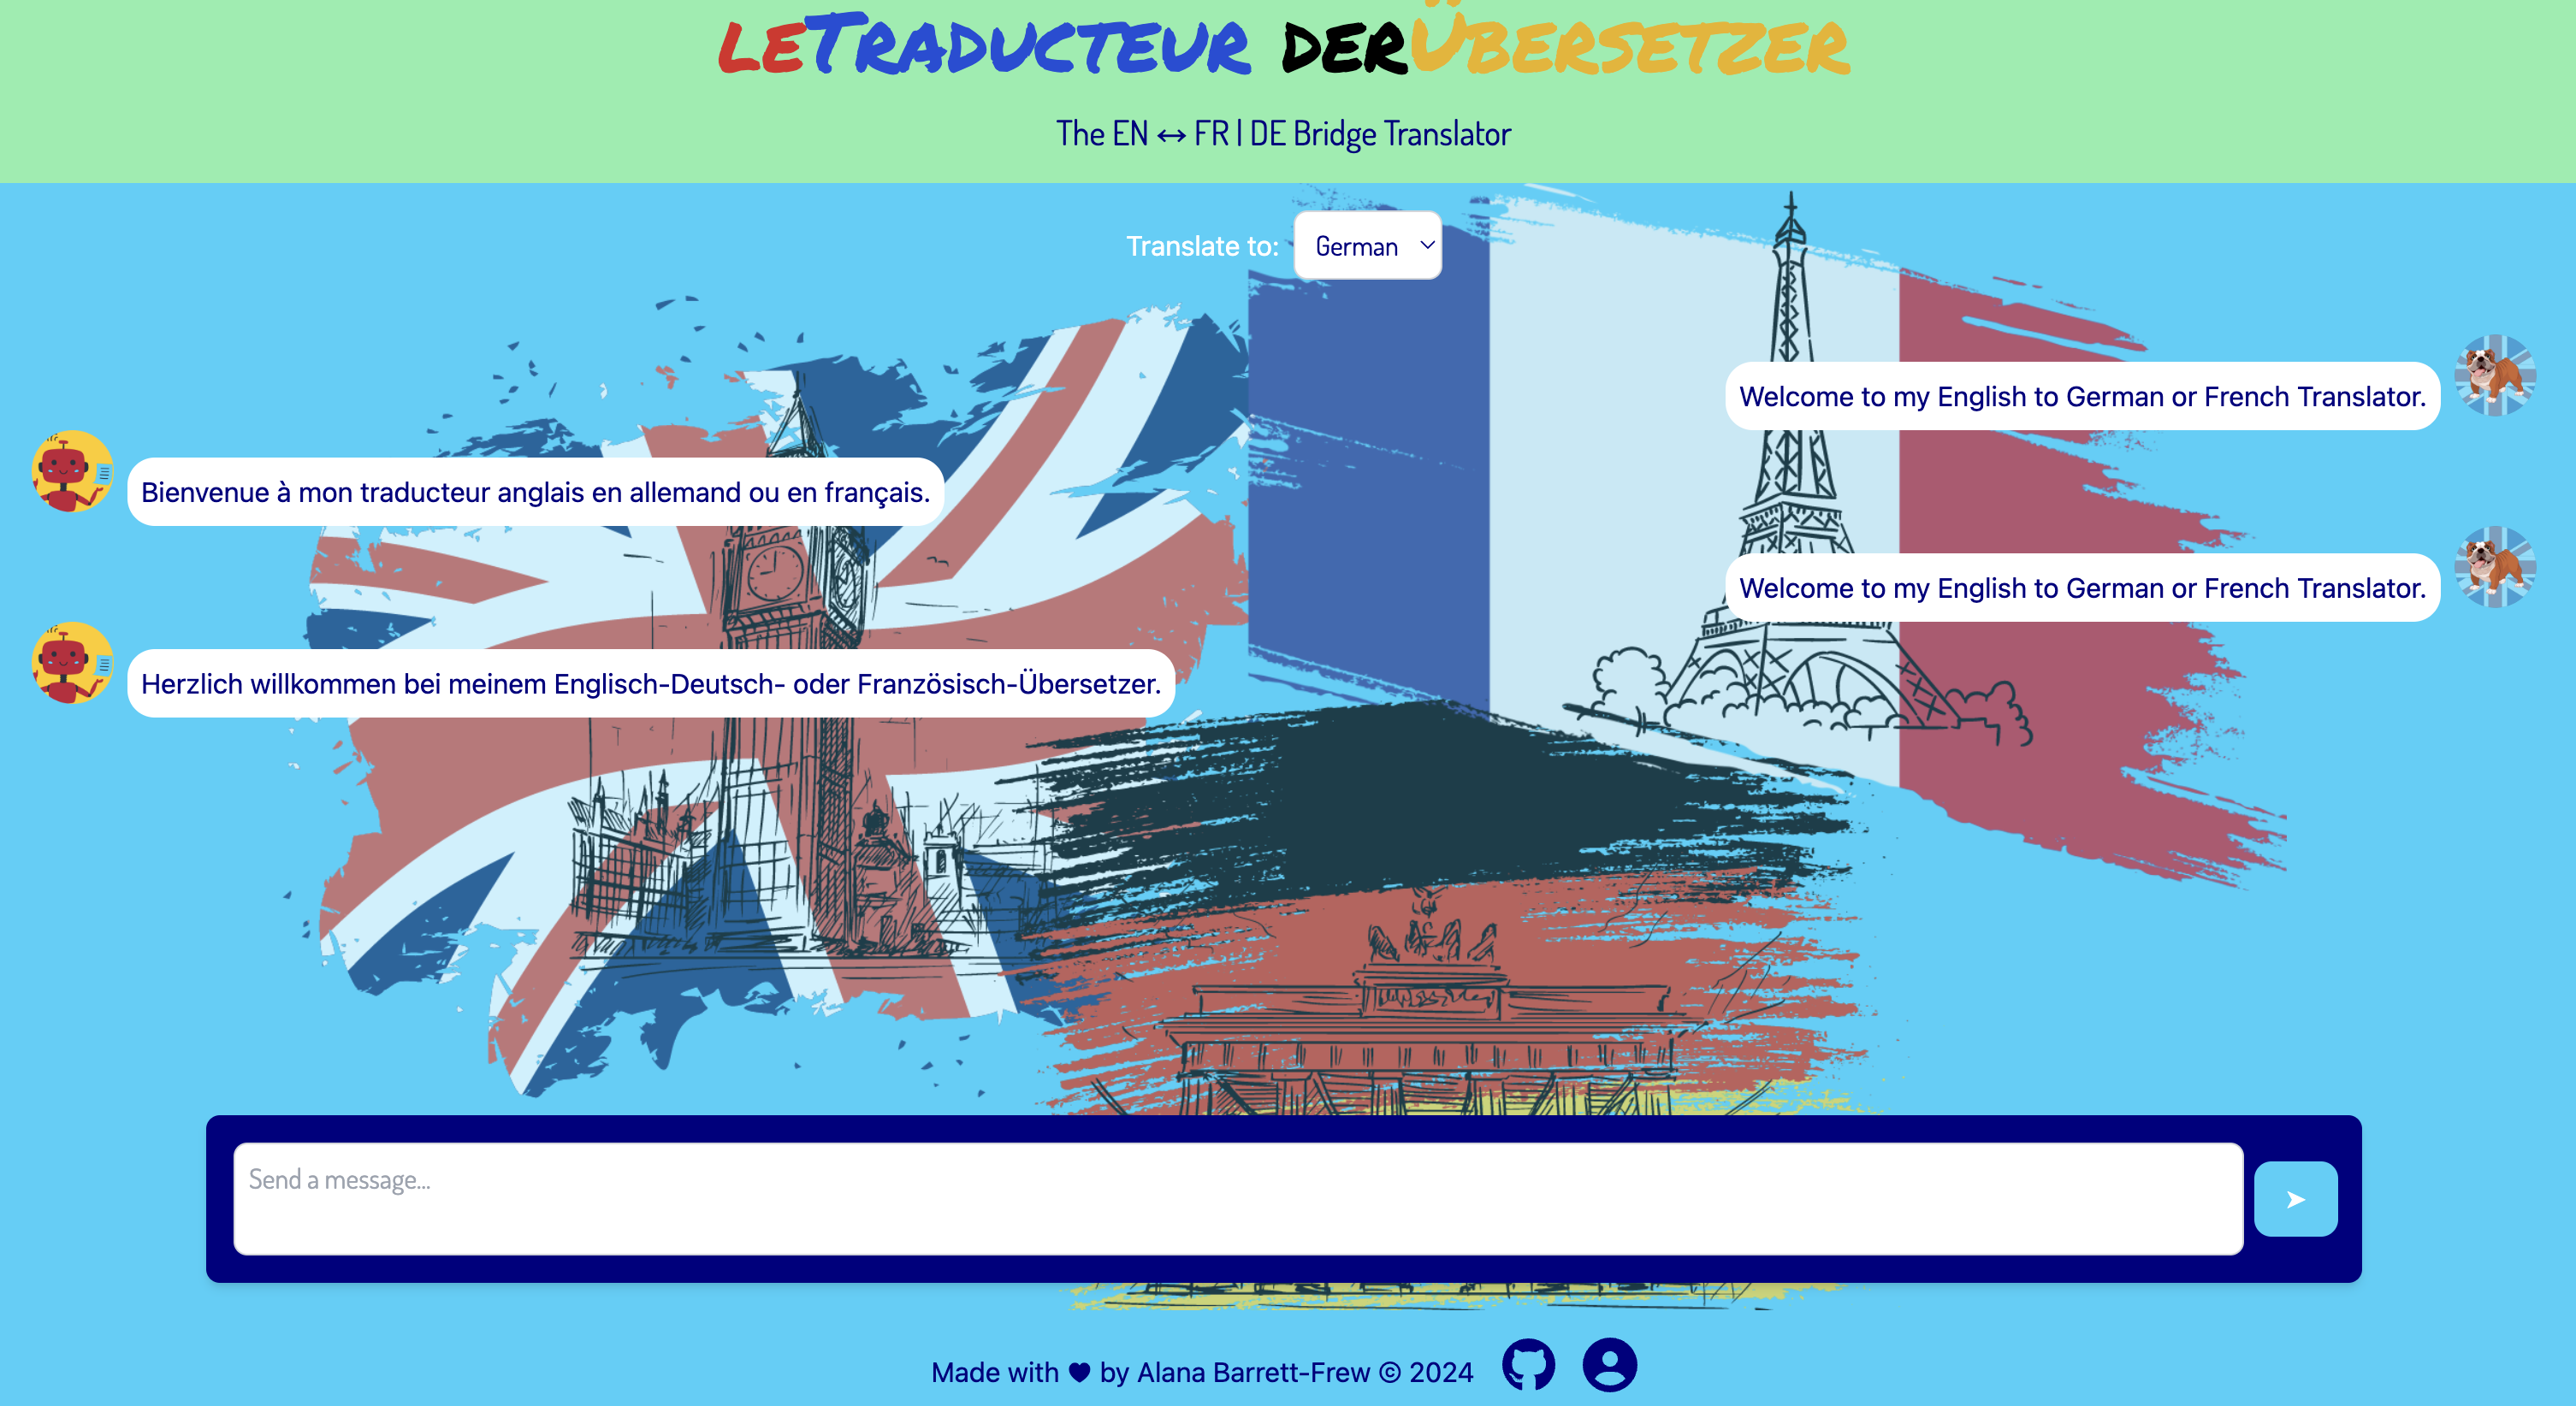 leTraducteur derÜbersetzer
The EN ↔ FR | DE Bridge Translator
Translate to: German
Welcome to my English to German or French Translator.
Bienvenue à mon traducteur anglais en allemand ou en français.
Welcome to my English to German or French Translator.
Herzlich willkommen bei meinem Englisch-Deutsch- oder Französisch-Übersetzer.
Send a message...
Made with ♥ by Alana Barrett-Frew © 2024